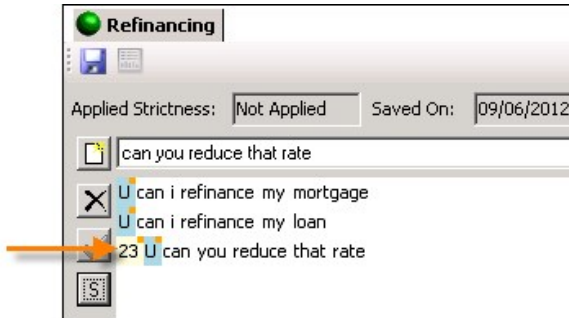 Refinancing
Applied Strictness: Not Applied Saved On: 09/06/2012
can you reduce that rate
U can i refinance my mortgage
U can i refinance my loan
23 U can you reduce that rate
S